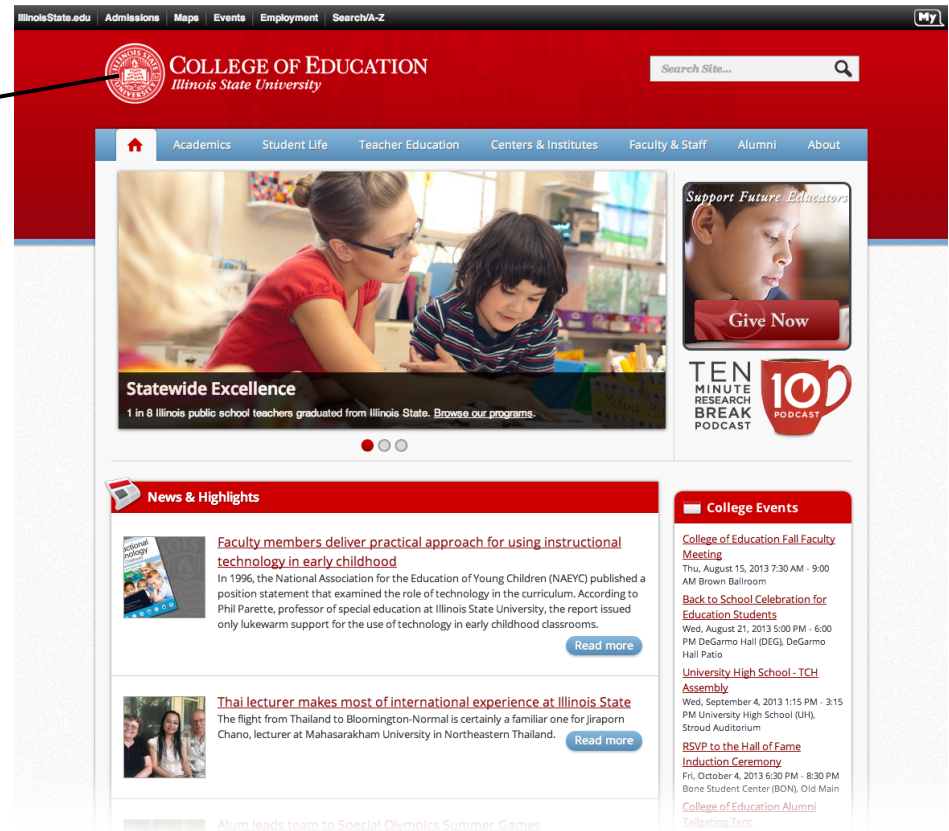 IllinoisState.edu Admissions Maps Events Employment Search/A-Z My
ILLINOIS STATE UNIVERSITY
COLLEGE OF EDUCATION
Illinois State University
Search Site...
Academics Student Life Teacher Education Centers & Institutes Faculty & Staff Alumni About
Statewide Excellence
1 in 8 Illinois public school teachers graduated from Illinois State. Browse our programs.
Support Future Educators
Give Now
TEN
MINUTE
RESEARCH
BREAK
PODCAST
10
PODCAST
News & Highlights
Faculty members deliver practical approach for using instructional
technology in early childhood
In 1996, the National Association for the Education of Young Children (NAEYC) published a
position statement that examined the role of technology in the curriculum. According to
Phil Parette, professor of special education at Illinois State University, the report issued
only lukewarm support for the use of technology in early childhood classrooms.
Read more
Thai lecturer makes most of international experience at Illinois State
The flight from Thailand to Bloomington-Normal is certainly a familiar one for Jiraporn
Chano, lecturer at Mahasarakham University in Northeastern Thailand.
Read more
Alum leads team to Special Olympics Summer Games
College Events
College of Education Fall Faculty
Meeting
Thu, August 15, 2013 7:30 AM - 9:00
AM Brown Ballroom
Back to School Celebration for
Education Students
Wed, August 21, 2013 5:00 PM - 6:00
PM DeGarmo Hall (DEG), DeGarmo
Hall Patio
University High School - TCH
Assembly
Wed, September 4, 2013 1:15 PM - 3:15
PM University High School (UH),
Stroud Auditorium
RSVP to the Hall of Fame
Induction Ceremony
Fri, October 4, 2013 6:30 PM - 8:30 PM
Bone Student Center (BON), Old Main
College of Education Alumni
Tailgating Tent